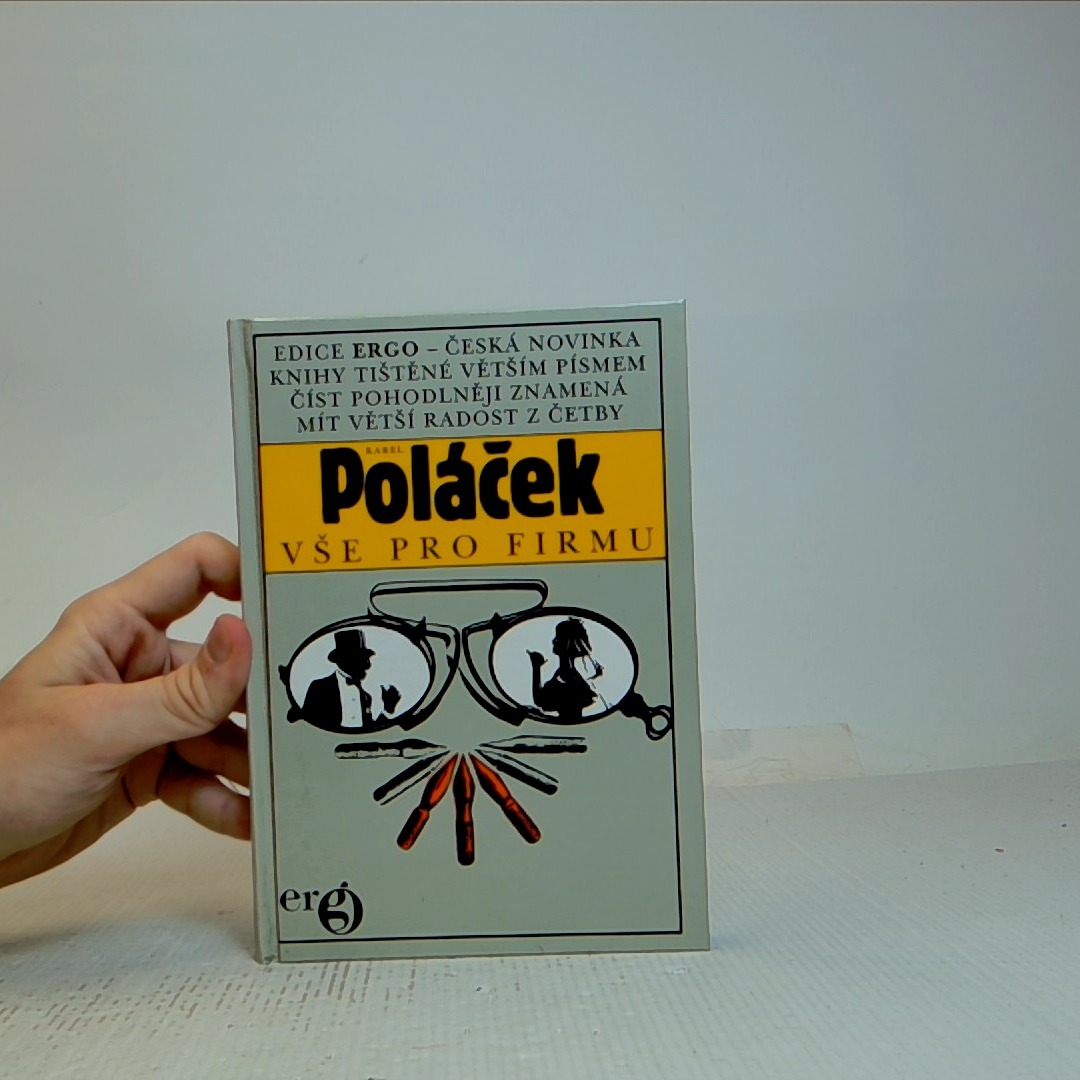 EDICE ERGO – ČESKÁ NOVINKA
KNIHY TIŠTĚNÉ VĚTŠÍM PÍSMEM
ČÍST POHODLNĚJI ZNAMENÁ
MÍT VĚTŠÍ RADOST Z ČETBY
KAREL
Poláček
VŠE PRO FIRMU
ergo